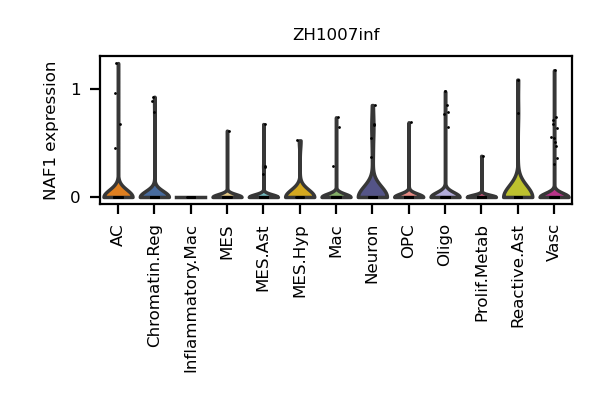 ZH1007inf
NAF1 expression
1
0
AC
Chromatin.Reg
Inflammatory.Mac
MES
MES.Ast
MES.Hyp
Mac
Neuron
OPC
Oligo
Prolif.Metab
Reactive.Ast
Vasc